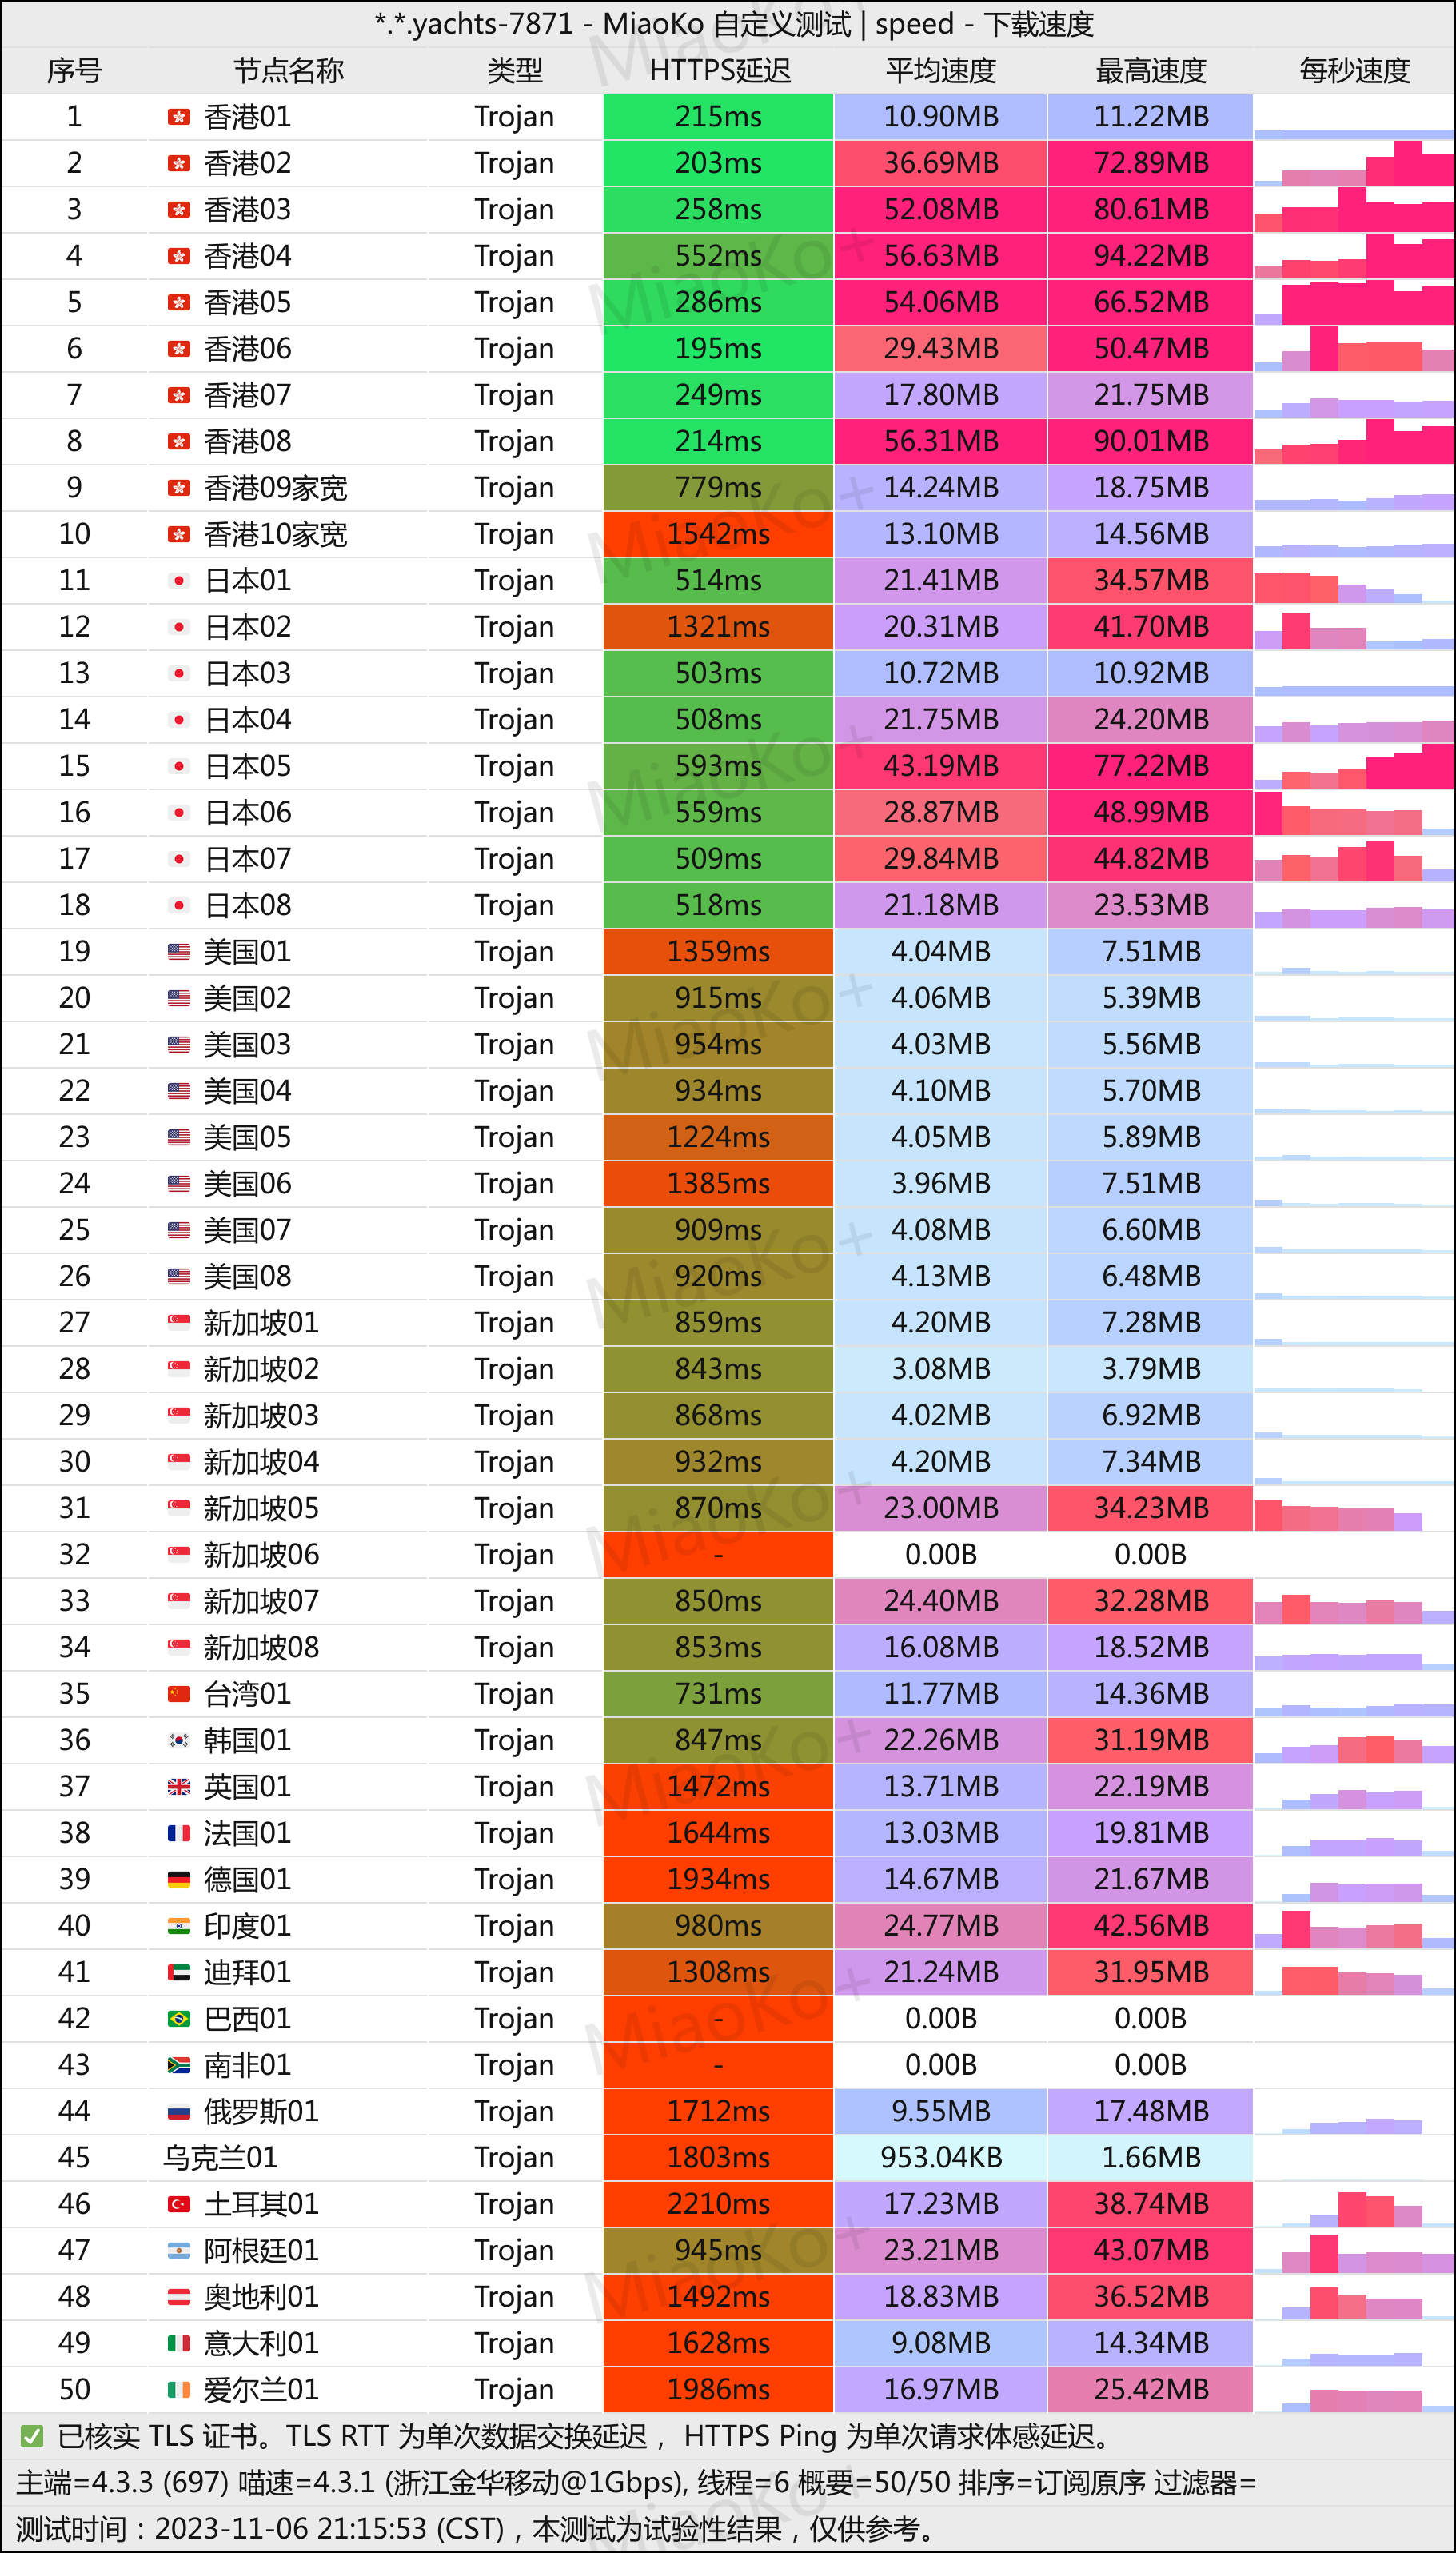 *.*.yachts-7871 - MiaoKo 自定义测试 | speed - 下载速度
序号 节点名称 类型 HTTPS延迟 平均速度 最高速度 每秒速度
1 香港01 Trojan 215ms 10.90MB 11.22MB
2 香港02 Trojan 203ms 36.69MB 72.89MB
3 香港03 Trojan 258ms 52.08MB 80.61MB
4 香港04 Trojan 552ms 56.63MB 94.22MB
5 香港05 Trojan 286ms 54.06MB 66.52MB
6 香港06 Trojan 195ms 29.43MB 50.47MB
7 香港07 Trojan 249ms 17.80MB 21.75MB
8 香港08 Trojan 214ms 56.31MB 90.01MB
9 香港09家宽 Trojan 779ms 14.24MB 18.75MB
10 香港10家宽 Trojan 1542ms 13.10MB 14.56MB
11 日本01 Trojan 514ms 21.41MB 34.57MB
12 日本02 Trojan 1321ms 20.31MB 41.70MB
13 日本03 Trojan 503ms 10.72MB 10.92MB
14 日本04 Trojan 508ms 21.75MB 24.20MB
15 日本05 Trojan 593ms 43.19MB 77.22MB
16 日本06 Trojan 559ms 28.87MB 48.99MB
17 日本07 Trojan 509ms 29.84MB 44.82MB
18 日本08 Trojan 518ms 21.18MB 23.53MB
19 美国01 Trojan 1359ms 4.04MB 7.51MB
20 美国02 Trojan 915ms 4.06MB 5.39MB
21 美国03 Trojan 954ms 4.03MB 5.56MB
22 美国04 Trojan 934ms 4.10MB 5.70MB
23 美国05 Trojan 1224ms 4.05MB 5.89MB
24 美国06 Trojan 1385ms 3.96MB 7.51MB
25 美国07 Trojan 909ms 4.08MB 6.60MB
26 美国08 Trojan 920ms 4.13MB 6.48MB
27 新加坡01 Trojan 859ms 4.20MB 7.28MB
28 新加坡02 Trojan 843ms 3.08MB 3.79MB
29 新加坡03 Trojan 868ms 4.02MB 6.92MB
30 新加坡04 Trojan 932ms 4.20MB 7.34MB
31 新加坡05 Trojan 870ms 23.00MB 34.23MB
32 新加坡06 Trojan - 0.00B 0.00B
33 新加坡07 Trojan 850ms 24.40MB 32.28MB
34 新加坡08 Trojan 853ms 16.08MB 18.52MB
35 台湾01 Trojan 731ms 11.77MB 14.36MB
36 韩国01 Trojan 847ms 22.26MB 31.19MB
37 英国01 Trojan 1472ms 13.71MB 22.19MB
38 法国01 Trojan 1644ms 13.03MB 19.81MB
39 德国01 Trojan 1934ms 14.67MB 21.67MB
40 印度01 Trojan 980ms 24.77MB 42.56MB
41 迪拜01 Trojan 1308ms 21.24MB 31.95MB
42 巴西01 Trojan - 0.00B 0.00B
43 南非01 Trojan - 0.00B 0.00B
44 俄罗斯01 Trojan 1712ms 9.55MB 17.48MB
45 乌克兰01 Trojan 1803ms 953.04KB 1.66MB
46 土耳其01 Trojan 2210ms 17.23MB 38.74MB
47 阿根廷01 Trojan 945ms 23.21MB 43.07MB
48 奥地利01 Trojan 1492ms 18.83MB 36.52MB
49 意大利01 Trojan 1628ms 9.08MB 14.34MB
50 爱尔兰01 Trojan 1986ms 16.97MB 25.42MB
✅ 已核实 TLS 证书。TLS RTT 为单次数据交换延迟， HTTPS Ping 为单次请求体感延迟。
主端=4.3.3 (697) 喵速=4.3.1 (浙江金华移动@1Gbps), 线程=6 概要=50/50 排序=订阅原序 过滤器=
测试时间：2023-11-06 21:15:53 (CST)，本测试为试验性结果，仅供参考。